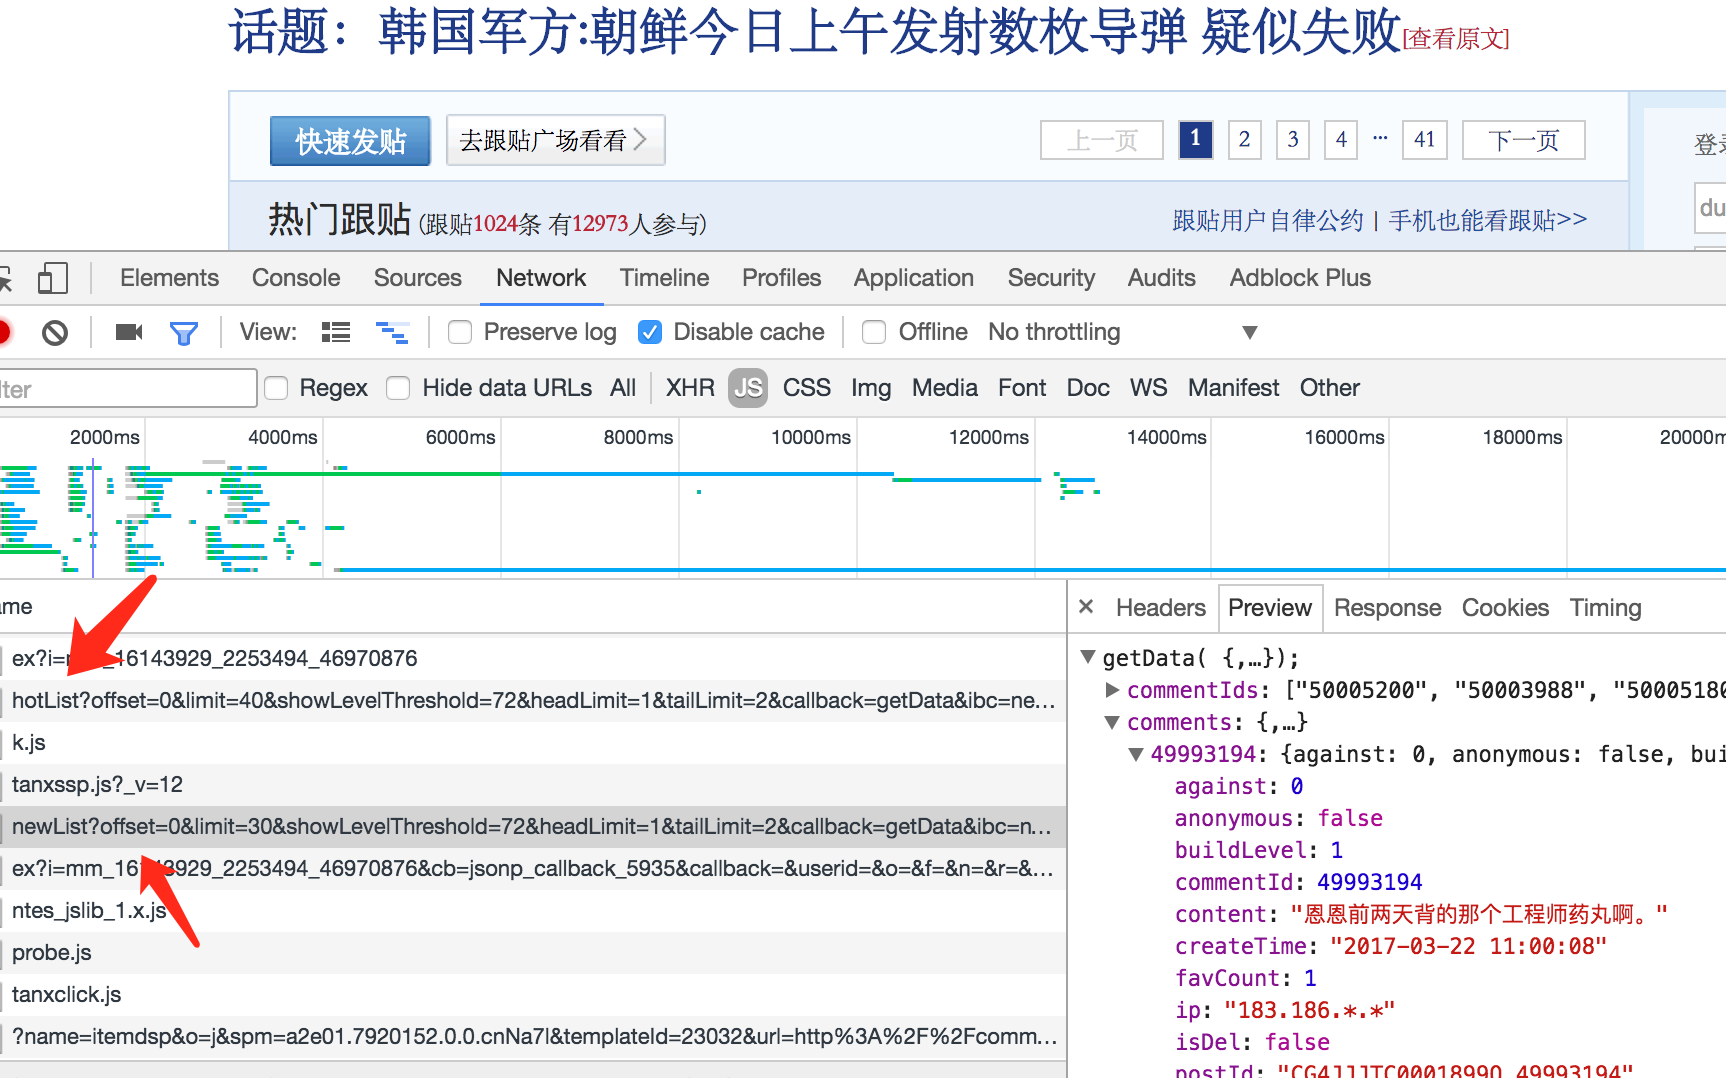 话题：韩国军方:朝鲜今日上午发射数枚导弹 疑似失败[查看原文]
快速发贴 去跟贴广场看看 上一页 1 2 3 4 ... 41 下一页
登录
热门跟贴 (跟贴1024条 有12973人参与) 跟贴用户自律公约 | 手机也能看跟贴>>
du
Elements Console Sources Network Timeline Profiles Application Security Audits Adblock Plus
View: Preserve log Disable cache Offline No throttling
lter Regex Hide data URLs All XHR JS CSS Img Media Font Doc WS Manifest Other
2000ms 4000ms 6000ms 8000ms 10000ms 12000ms 14000ms 16000ms 18000ms 20000m
ame × Headers Preview Response Cookies Timing
ex?i=mm_16143929_2253494_46970876
hotList?offset=0&limit=40&showLevelThreshold=72&headLimit=1&tailLimit=2&callback=getData&ibc=ne...
k.js
tanxssp.js?_v=12
newList?offset=0&limit=30&showLevelThreshold=72&headLimit=1&tailLimit=2&callback=getData&ibc=n...
ex?i=mm_16143929_2253494_46970876&cb=jsonp_callback_5935&callback=&userid=&o=&f=&n=&r=&...
ntes_jslib_1.x.js
probe.js
tanxclick.js
?name=itemdsp&o=j&spm=a2e01.7920152.0.0.cnNa7l&templateId=23032&url=http%3A%2F%2Fcomm...
getData( {,…});
commentIds: ["50005200", "50003988", "5000518
comments: {,…}
49993194: {against: 0, anonymous: false, bui
against: 0
anonymous: false
buildLevel: 1
commentId: 49993194
content: "恩恩前两天背的那个工程师药丸啊。"
createTime: "2017-03-22 11:00:08"
favCount: 1
ip: "183.186.*.*"
isDel: false
postId: "CG4JJJTC0001899O_49993194"